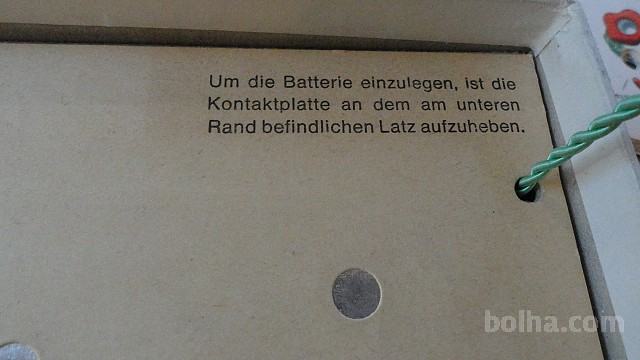 Um die Batterie einzulegen, ist die
Kontaktplatte an dem am unteren
Rand befindlichen Latz aufzuheben.
bolha.com